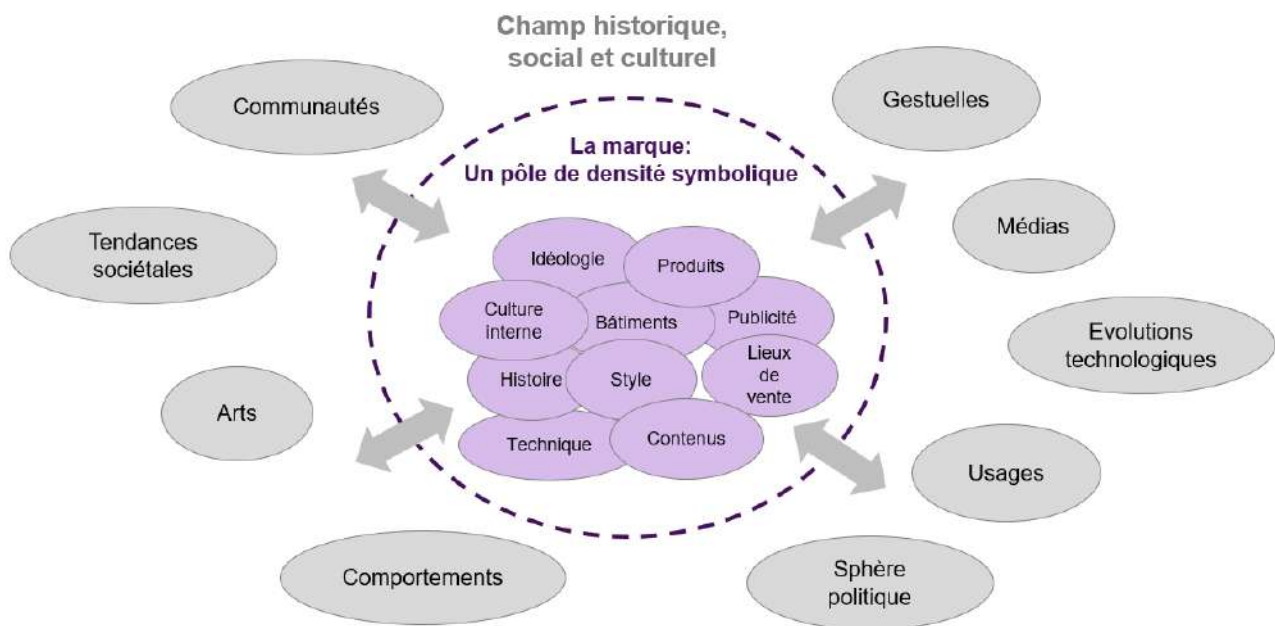 Champ historique,
social et culturel
Communautés
Gestuelles
La marque:
Un pôle de densité symbolique
Médias
Tendances
sociétales
Idéologie
Produits
Culture
interne
Bâtiments
Publicité
Evolutions
technologiques
Histoire
Style
Lieux
de
vente
Arts
Technique
Contenus
Usages
Comportements
Sphère
politique